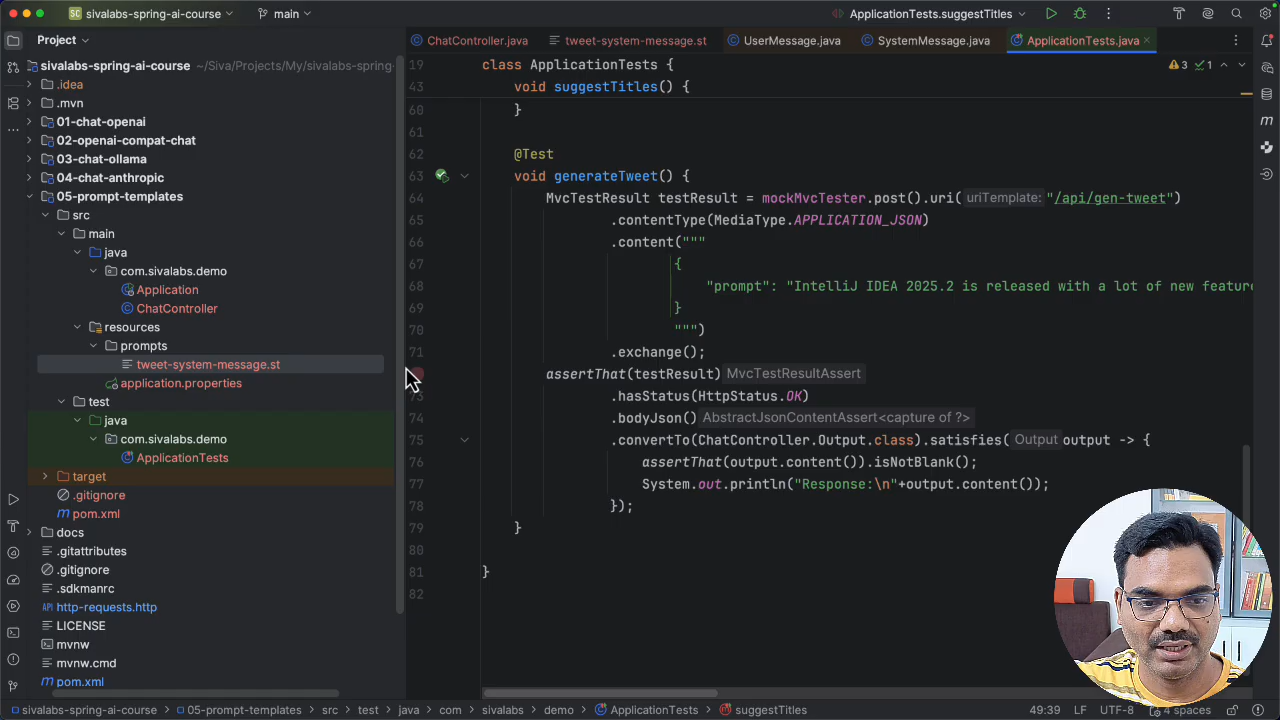 SC sivalabs-spring-ai-course
main
ApplicationTests.suggestTitles
Project
ChatController.java
tweet-system-message.st
UserMessage.java
SystemMessage.java
ApplicationTests.java
sivalabs-spring-ai-course ~/Siva/Projects/My/sivalabs-spring-
.idea
.mvn
01-chat-openai
02-openai-compat-chat
03-chat-ollama
04-chat-anthropic
05-prompt-templates
src
main
java
com.sivalabs.demo
Application
ChatController
resources
prompts
tweet-system-message.st
application.properties
test
java
com.sivalabs.demo
ApplicationTests
target
.gitignore
pom.xml
docs
.gitattributes
.gitignore
.sdkmanrc
API http-requests.http
LICENSE
mvnw
mvnw.cmd
pom.xml
3 1
19 class ApplicationTests {
43 void suggestTitles() {
60 }
61
62 @Test
63 void generateTweet() {
64 MvcTestResult testResult = mockMvcTester.post().uri( uriTemplate: "/api/gen-tweet")
65 .contentType(MediaType.APPLICATION_JSON)
66 .content("""
67 {
68 "prompt": "IntelliJ IDEA 2025.2 is released with a lot of new feature
69 }
70 """)
71 .exchange();
assertThat(testResult) MvcTestResultAssert
73 .hasStatus(HttpStatus.OK)
74 .bodyJson() AbstractJsonContentAssert<capture of ?>
75 .convertTo(ChatController.Output.class).satisfies( Output output -> {
76 assertThat(output.content()).isNotBlank();
77 System.out.println("Response:\n"+output.content());
78 });
79 }
80
81 }
82
sivalabs-spring-ai-course > 05-prompt-templates > src > test > java > com > sivalabs > demo > ApplicationTests > suggestTitles
49:39 LF UTF-8 4 spaces